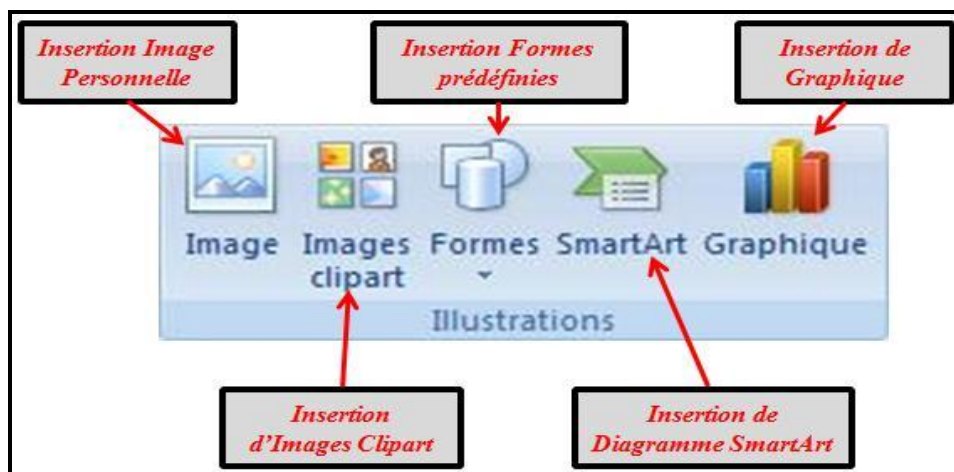 Insertion Image
Personnelle
Insertion Formes
prédéfinies
Insertion de
Graphique
Image
Images
clipart
Formes
SmartArt
Graphique
Illustrations
Insertion
d'Images Clipart
Insertion de
Diagramme SmartArt